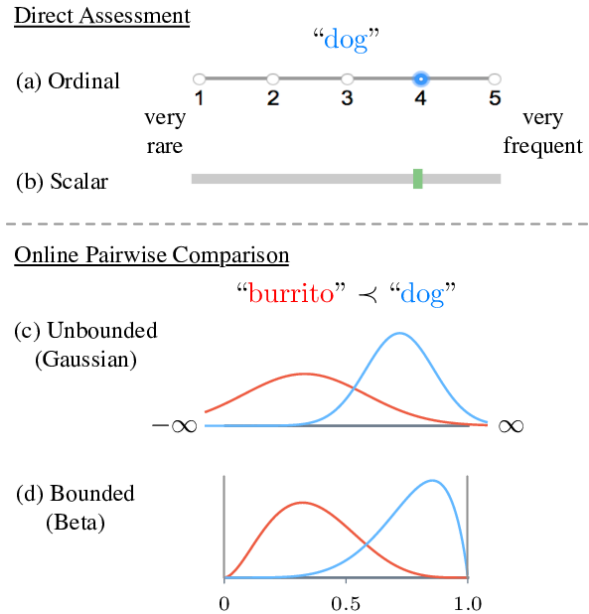 Direct Assessment
“dog”
(a) Ordinal
1 2 3 4 5
very rare
very frequent
(b) Scalar
Online Pairwise Comparison
“burrito” ≺ “dog”
(c) Unbounded
(Gaussian)
−∞ ∞
(d) Bounded
(Beta)
0 0.5 1.0